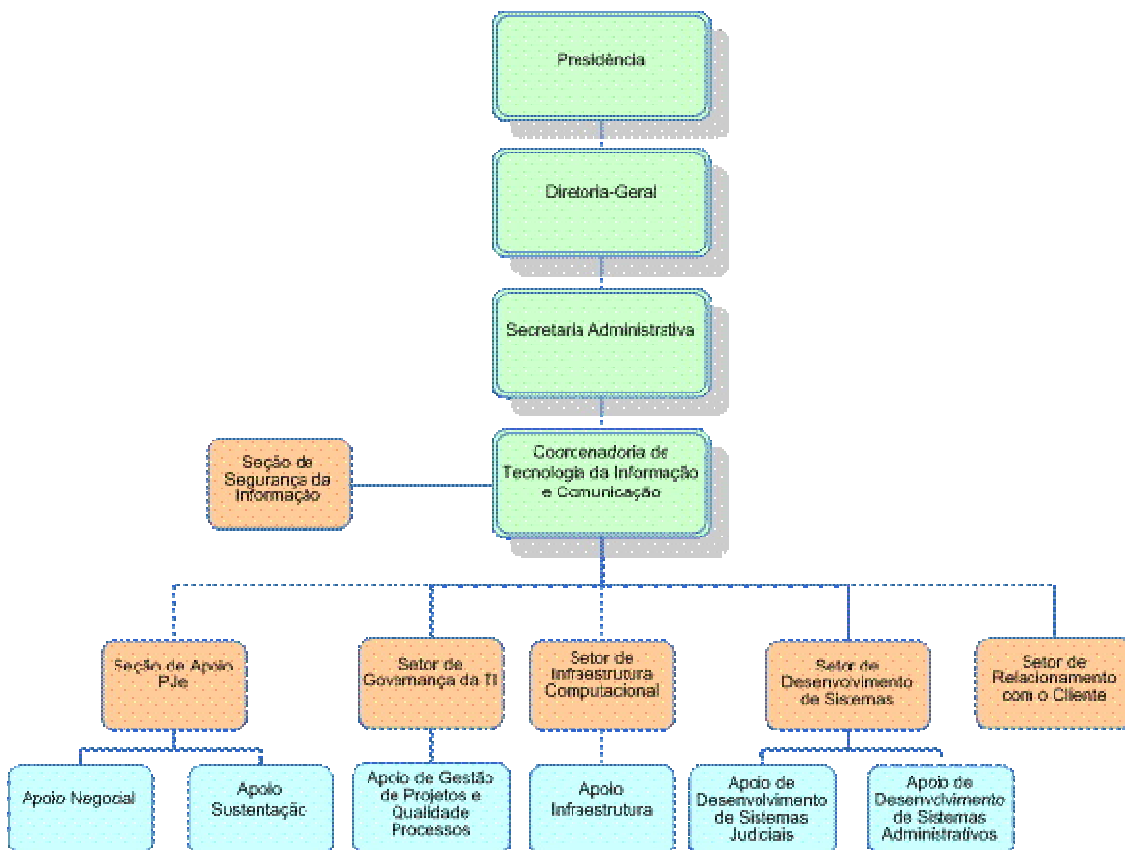 Presidência
Diretoria-Geral
Secretaria Administrativa
Coordenadoria de
Tecnologia da Informação
e Comunicação
Seção de
Segurança da
Informação
Seção de Apoio
PJe
Setor de
Governança da TI
Setor de
Infraestrutura
Computacional
Setor de
Desenvolvimento
de Sistemas
Setor de
Relacionamento
com o Cliente
Apoio Negocial
Apoio
Sustentação
Apoio de Gestão
de Projetos e
Qualidade
Processos
Apoio
Infraestrutura
Apoio de
Desenvolvimento
de Sistemas
Judiciais
Apoio de
Desenvolvimento
de Sistemas
Administrativos